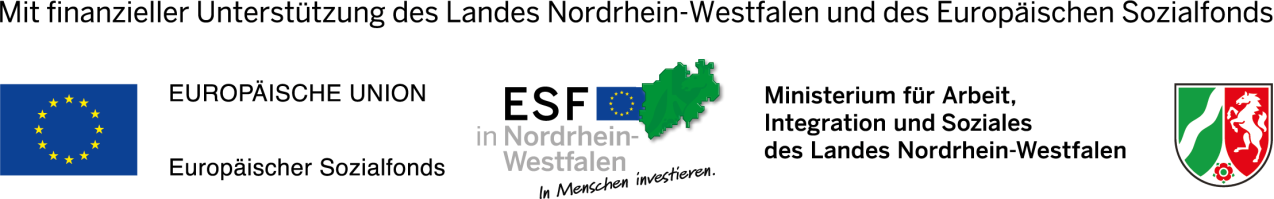 Mit finanzieller Unterstützung des Landes Nordrhein-Westfalen und des Europäischen Sozialfonds
EUROPÄISCHE UNION
Europäischer Sozialfonds
ESF
in Nordrhein-
Westfalen
In Menschen investieren.
Ministerium für Arbeit,
Integration und Soziales
des Landes Nordrhein-Westfalen